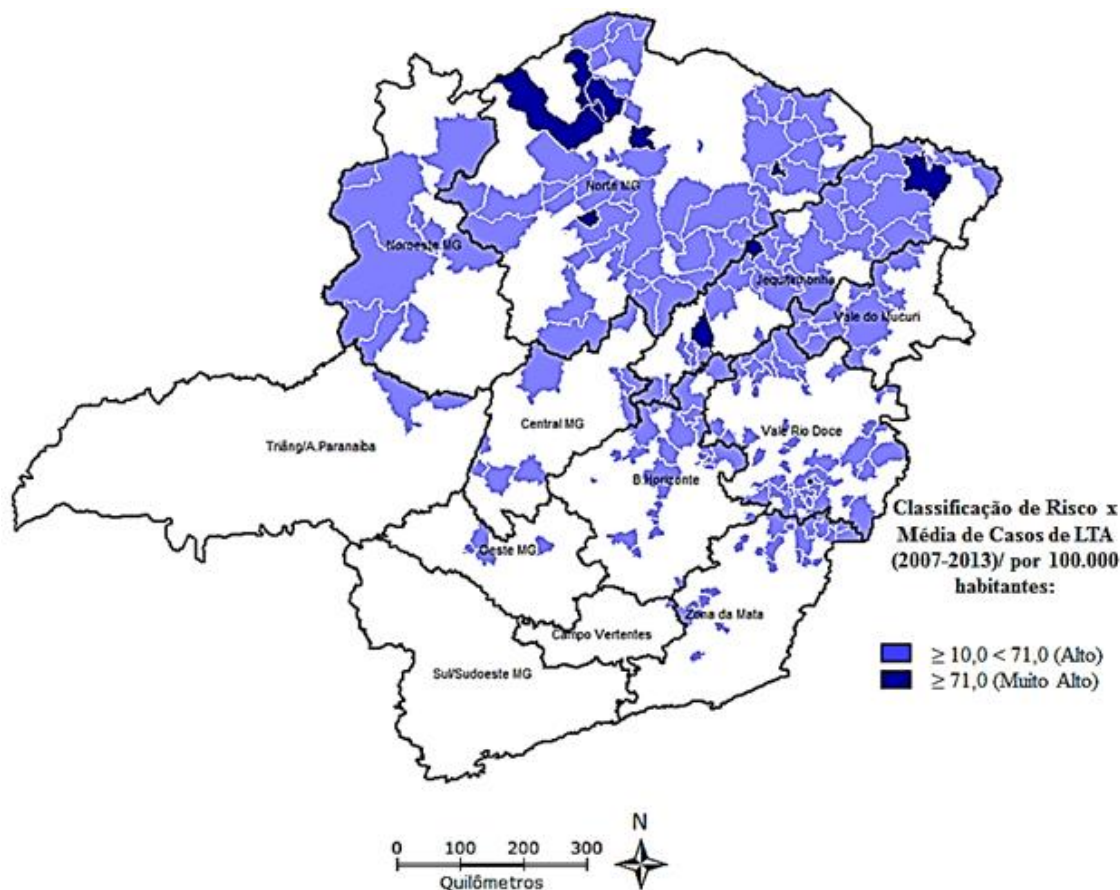 Norte MG
Noroeste MG
Jequitinhonha
Vale do Mucuri
Central MG
Vale Rio Doce
Triâng/A.Paranaiba
B.Horizonte
Oeste MG
Zona da Mata
Campo Vertentes
Sul/Sudoeste MG
Classificação de Risco x
Média de Casos de LTA
(2007-2013)/ por 100.000
habitantes:
≥ 10,0 < 71,0 (Alto)
≥ 71,0 (Muito Alto)
N
0 100 200 300
Quilômetros